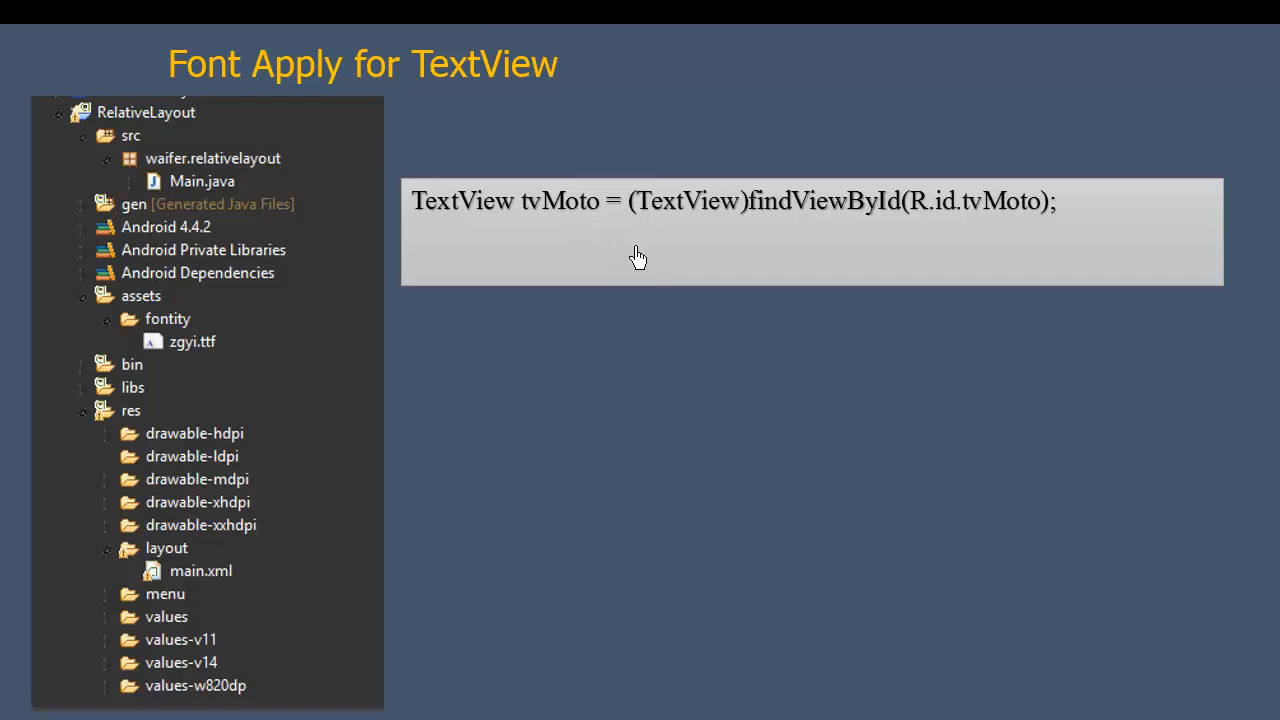 Font Apply for TextView
RelativeLayout
src
waifer.relativelayout
Main.java
gen [Generated Java Files]
Android 4.4.2
Android Private Libraries
Android Dependencies
assets
fontity
zgyi.ttf
bin
libs
res
drawable-hdpi
drawable-ldpi
drawable-mdpi
drawable-xhdpi
drawable-xxhdpi
layout
main.xml
menu
values
values-v11
values-v14
values-w820dp
TextView tvMoto = (TextView)findViewById(R.id.tvMoto);